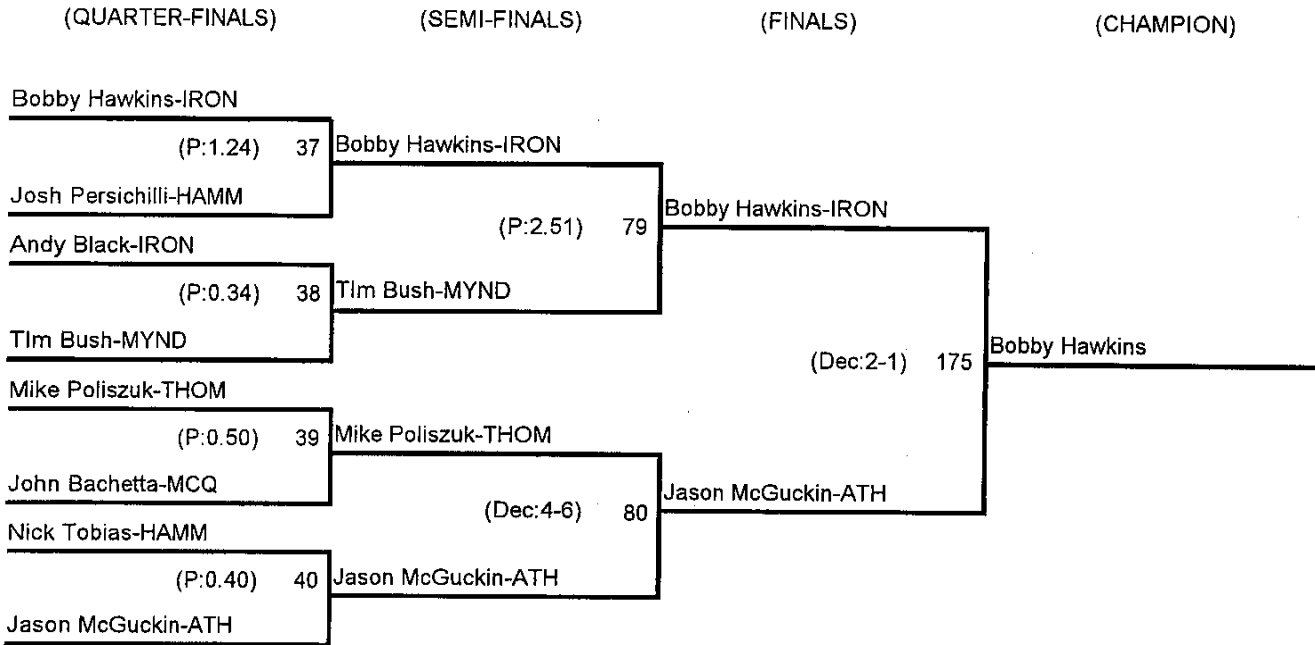 (QUARTER-FINALS) (SEMI-FINALS) (FINALS) (CHAMPION)
Bobby Hawkins-IRON
(P:1.24) 37 Bobby Hawkins-IRON
Josh Persichilli-HAMM
(P:2.51) 79 Bobby Hawkins-IRON
Andy Black-IRON
(P:0.34) 38 TIm Bush-MYND
TIm Bush-MYND
(Dec:2-1) 175 Bobby Hawkins
Mike Poliszuk-THOM
(P:0.50) 39 Mike Poliszuk-THOM
John Bachetta-MCQ
(Dec:4-6) 80 Jason McGuckin-ATH
Nick Tobias-HAMM
(P:0.40) 40 Jason McGuckin-ATH
Jason McGuckin-ATH